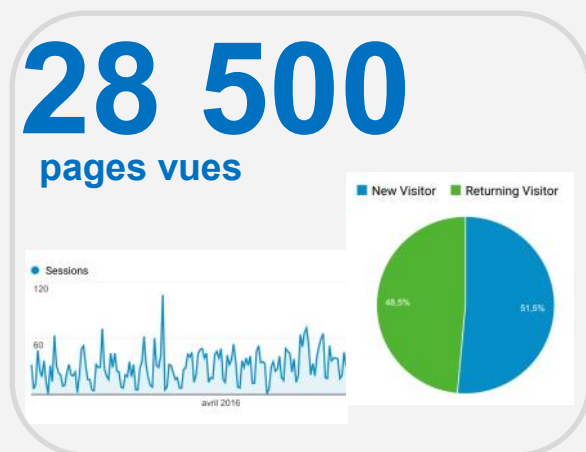 28 500
pages vues
New Visitor Returning Visitor
Sessions
120
60
48,5%
51,5%
avril 2016